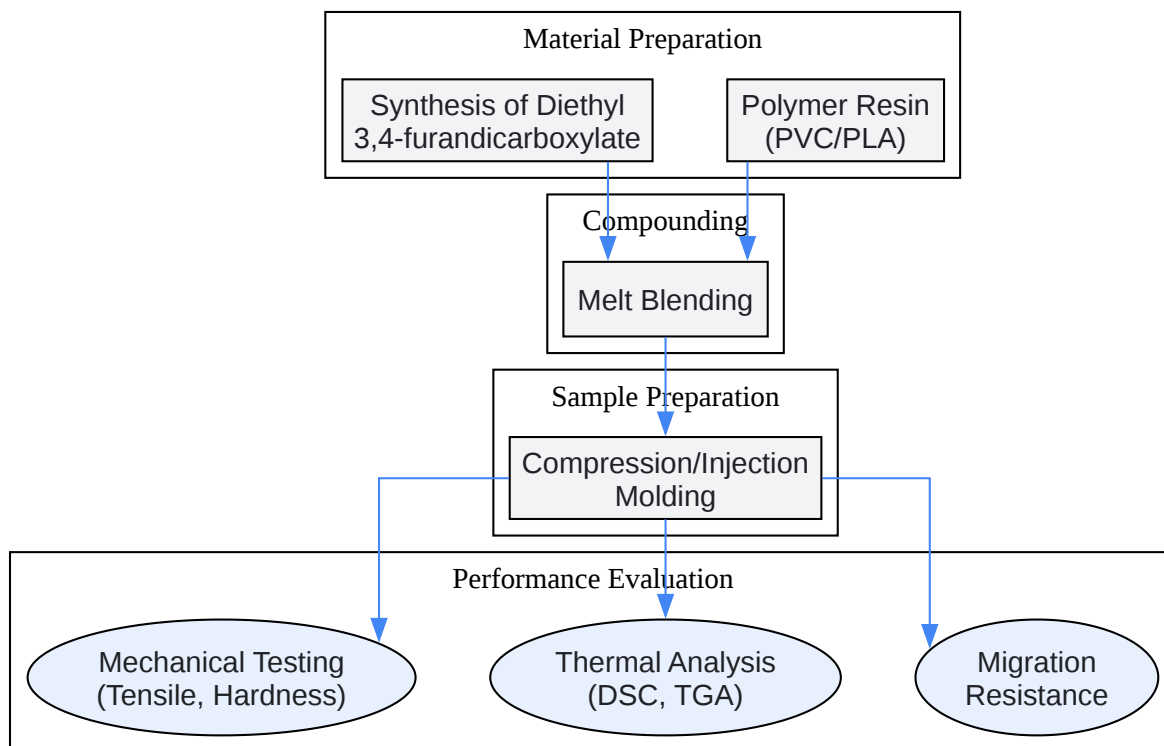 Material Preparation
Synthesis of Diethyl
3,4-furandicarboxylate
Polymer Resin
(PVC/PLA)
Compounding
Melt Blending
Sample Preparation
Compression/Injection
Molding
Performance Evaluation
Mechanical Testing
(Tensile, Hardness)
Thermal Analysis
(DSC, TGA)
Migration
Resistance